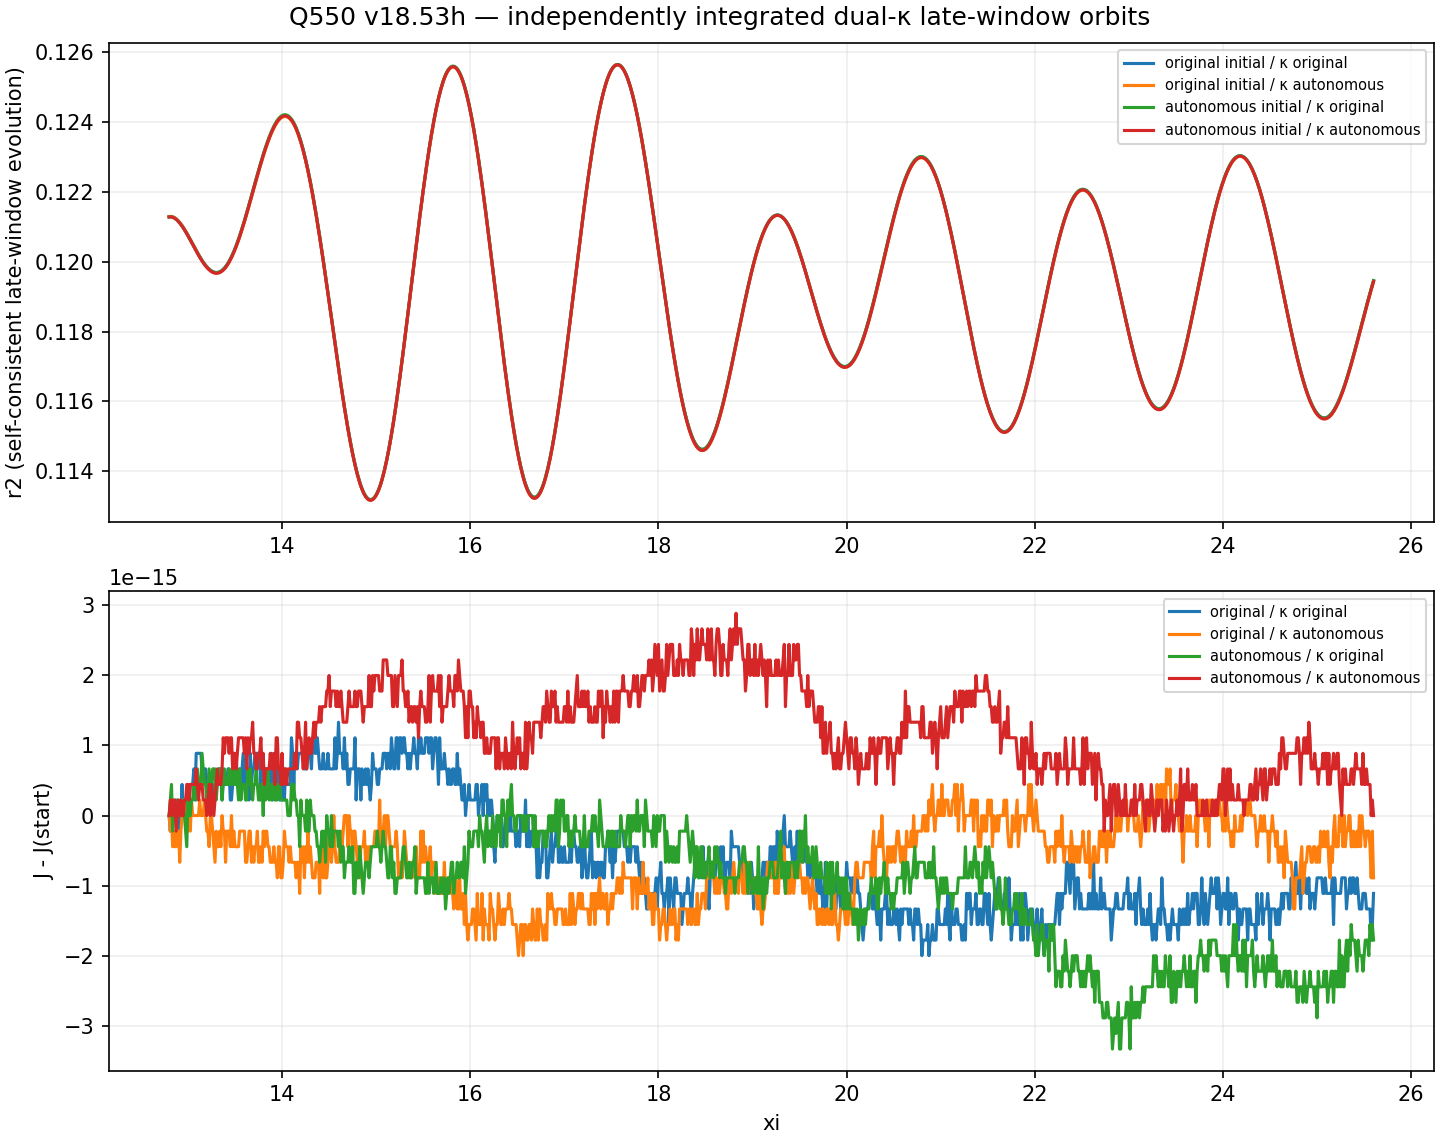 Q550 v18.53h — independently integrated dual-κ late-window orbits
r2 (self-consistent late-window evolution)
0.126
0.124
0.122
0.120
0.118
0.116
0.114
original initial / κ original
original initial / κ autonomous
autonomous initial / κ original
autonomous initial / κ autonomous
14 16 18 20 22 24 26
1e−15
J - J(start)
3
2
1
0
−1
−2
−3
original / κ original
original / κ autonomous
autonomous / κ original
autonomous / κ autonomous
14 16 18 20 22 24 26
xi